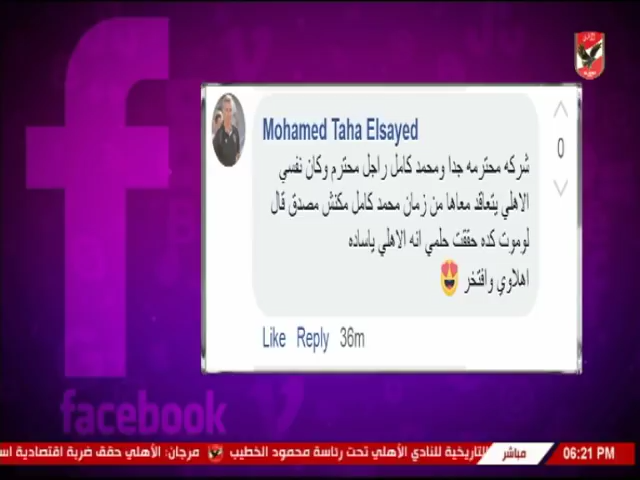 Mohamed Taha Elsayed
شركه محترمه جدا ومحمد كامل راجل محترم وكان نفسي
الاهلي يتعاقد معاها من زمان محمد كامل مكنش مصدق قال
لوموت كده حققت حلمي انه الاهلي ياساده
اهلاوي وافتخر 😍
0
Like Reply 36m
facebook
التاريخية للنادي الأهلي تحت رئاسة محمود الخطيب
مرجان: الأهلي حقق ضربة اقتصادية
مباشر
06:21 PM